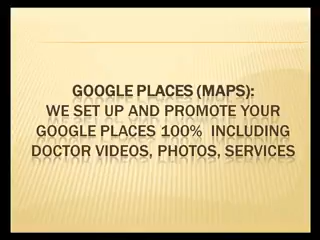 GOOGLE PLACES (MAPS):
WE SET UP AND PROMOTE YOUR
GOOGLE PLACES 100% INCLUDING
DOCTOR VIDEOS, PHOTOS, SERVICES